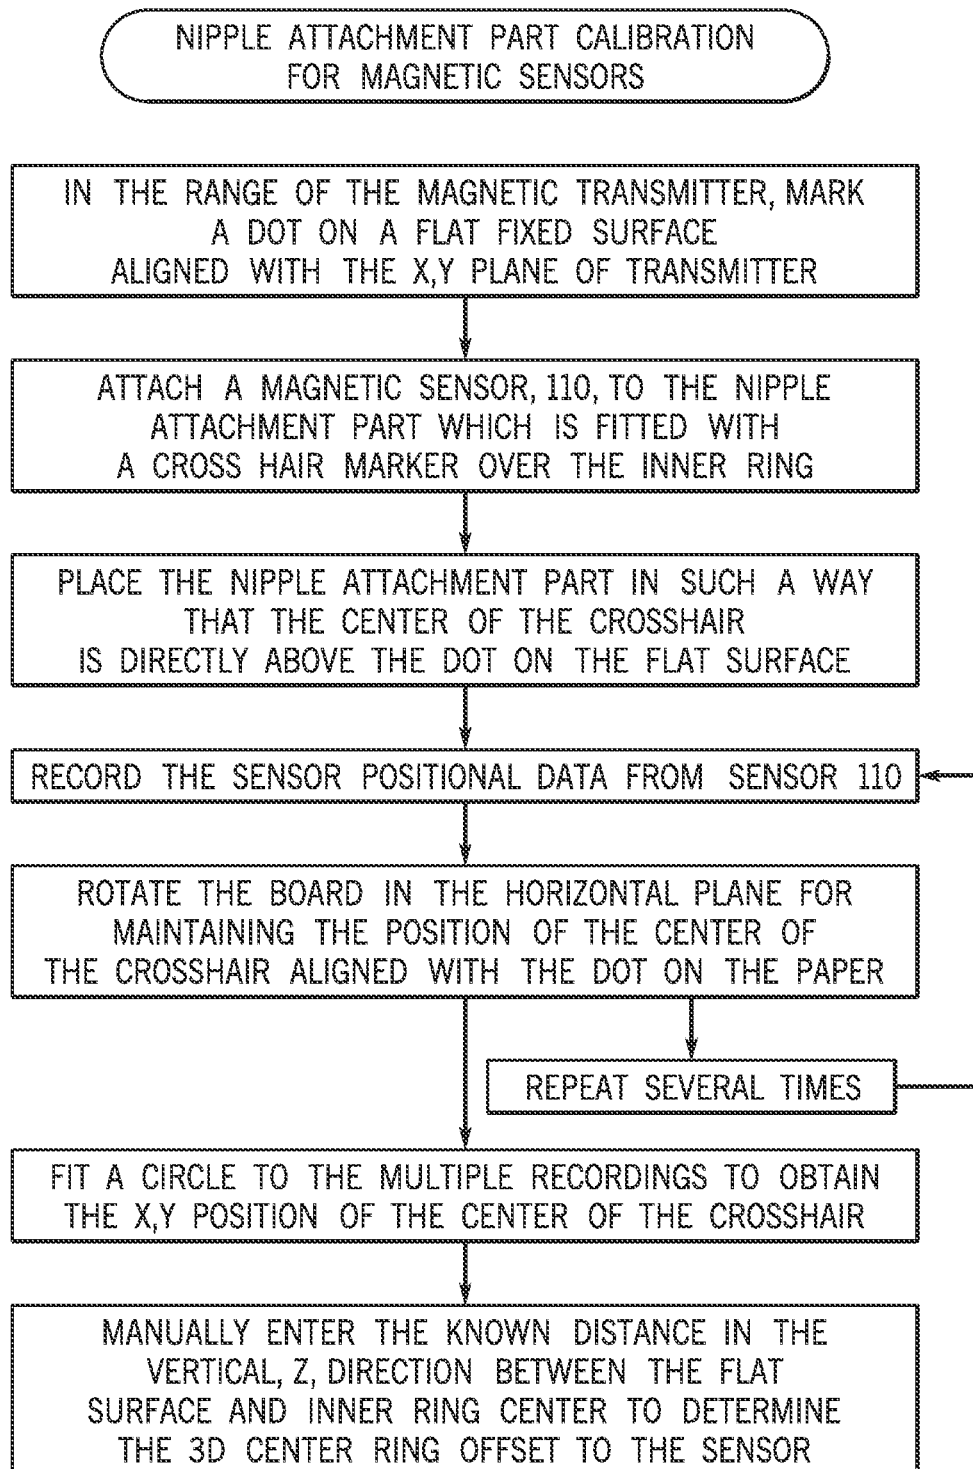 NIPPLE ATTACHMENT PART CALIBRATION
FOR MAGNETIC SENSORS
IN THE RANGE OF THE MAGNETIC TRANSMITTER, MARK
A DOT ON A FLAT FIXED SURFACE
ALIGNED WITH THE X,Y PLANE OF TRANSMITTER
ATTACH A MAGNETIC SENSOR, 110, TO THE NIPPLE
ATTACHMENT PART WHICH IS FITTED WITH
A CROSS HAIR MARKER OVER THE INNER RING
PLACE THE NIPPLE ATTACHMENT PART IN SUCH A WAY
THAT THE CENTER OF THE CROSSHAIR
IS DIRECTLY ABOVE THE DOT ON THE FLAT SURFACE
RECORD THE SENSOR POSITIONAL DATA FROM SENSOR 110
ROTATE THE BOARD IN THE HORIZONTAL PLANE FOR
MAINTAINING THE POSITION OF THE CENTER OF
THE CROSSHAIR ALIGNED WITH THE DOT ON THE PAPER
REPEAT SEVERAL TIMES
FIT A CIRCLE TO THE MULTIPLE RECORDINGS TO OBTAIN
THE X,Y POSITION OF THE CENTER OF THE CROSSHAIR
MANUALLY ENTER THE KNOWN DISTANCE IN THE
VERTICAL, Z, DIRECTION BETWEEN THE FLAT
SURFACE AND INNER RING CENTER TO DETERMINE
THE 3D CENTER RING OFFSET TO THE SENSOR